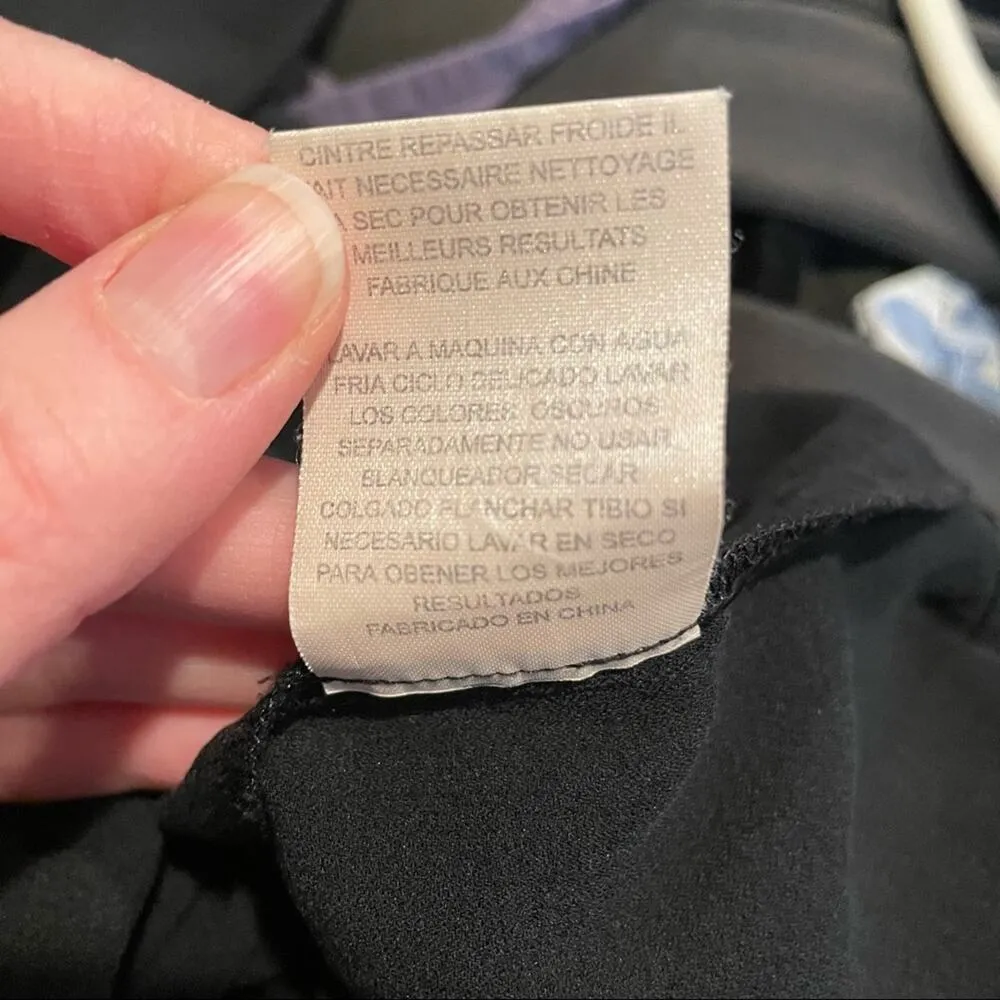 CINTRE REPASSAR FROIDE IL
AIT NECESSAIRE NETTOYAGE
A SEC POUR OBTENIR LES
MEILLEURS RESULTATS
FABRIQUE AUX CHINE
LAVAR A MAQUINA CON AGUA
FRIA CICLO DELICADO LAVAR
LOS COLORES OSCUROS
SEPARADAMENTE NO USAR
BLANQUEADOR SECAR
COLGADO PLANCHAR TIBIO SI
NECESARIO LAVAR EN SECO
PARA OBENER LOS MEJORES
RESULTADOS
FABRICADO EN CHINA